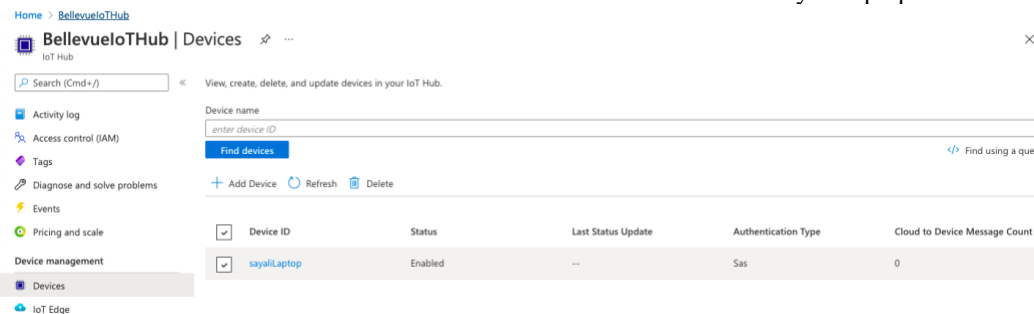 Home > BellevueIoTHub
BellevueIoTHub | Devices
IoT Hub
Search (Cmd+/)
View, create, delete, and update devices in your IoT Hub.
Activity log
Access control (IAM)
Tags
Diagnose and solve problems
Events
Pricing and scale
Device management
Devices
IoT Edge
Device name
enter device ID
Find devices
</> Find using a que
Add Device Refresh Delete
Device ID Status Last Status Update Authentication Type Cloud to Device Message Count
sayaliLaptop Enabled -- Sas 0